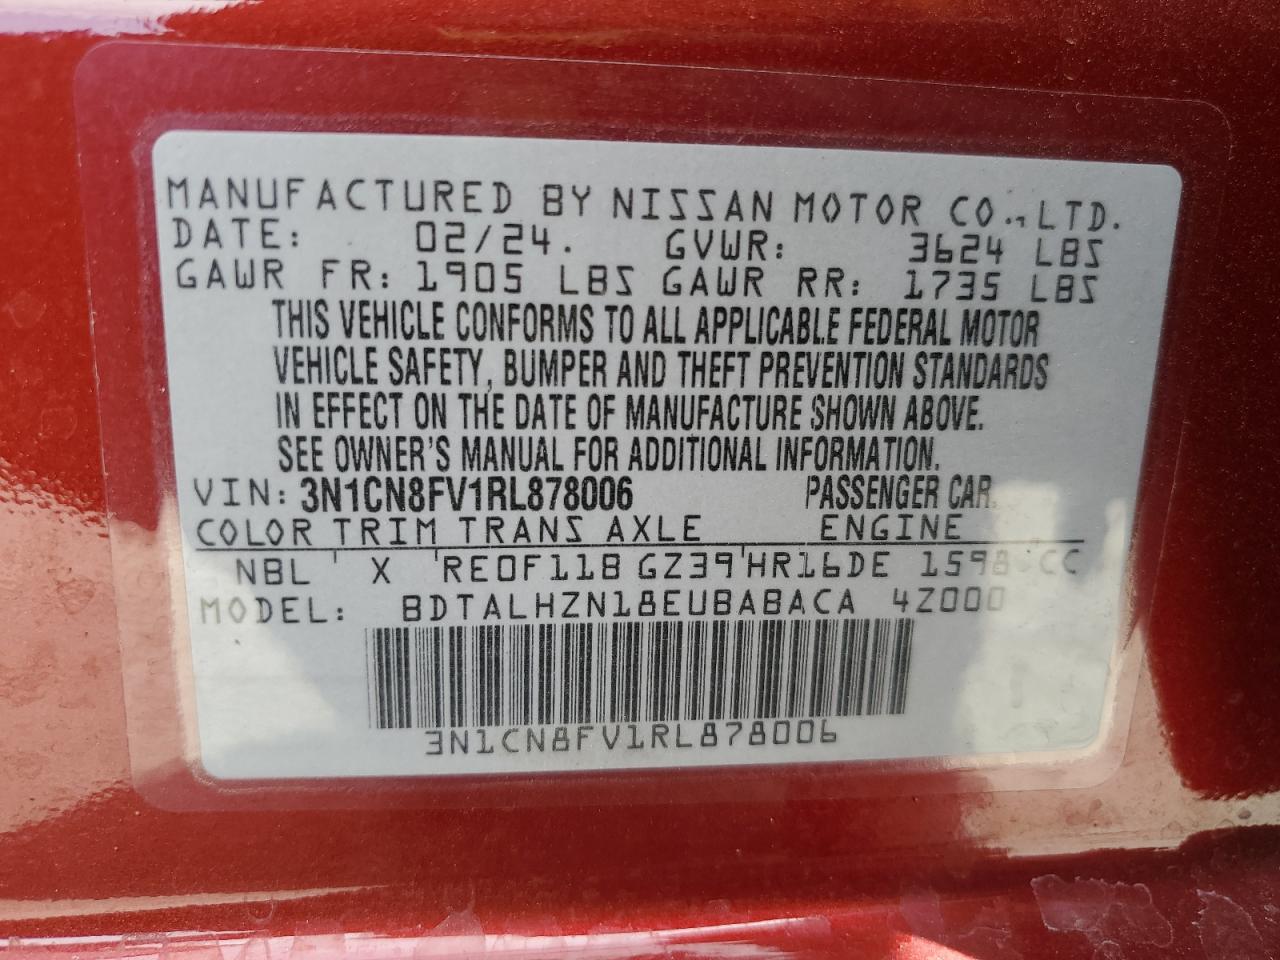 MANUFACTURED BY NISSAN MOTOR CO., LTD.
DATE: 02/24. GVWR: 3624 LBS
GAWR FR: 1905 LBS GAWR RR: 1735 LBS
THIS VEHICLE CONFORMS TO ALL APPLICABLE FEDERAL MOTOR
VEHICLE SAFETY, BUMPER AND THEFT PREVENTION STANDARDS
IN EFFECT ON THE DATE OF MANUFACTURE SHOWN ABOVE.
SEE OWNER'S MANUAL FOR ADDITIONAL INFORMATION.
VIN: 3N1CN8FV1RL878006 PASSENGER CAR
COLOR TRIM TRANS AXLE ENGINE
NBL X RE0F11B GZ39 HR16DE 1598 CC
MODEL: BDTALHZN18EUBABACA 4Z000
3N1CN8FV1RL878006